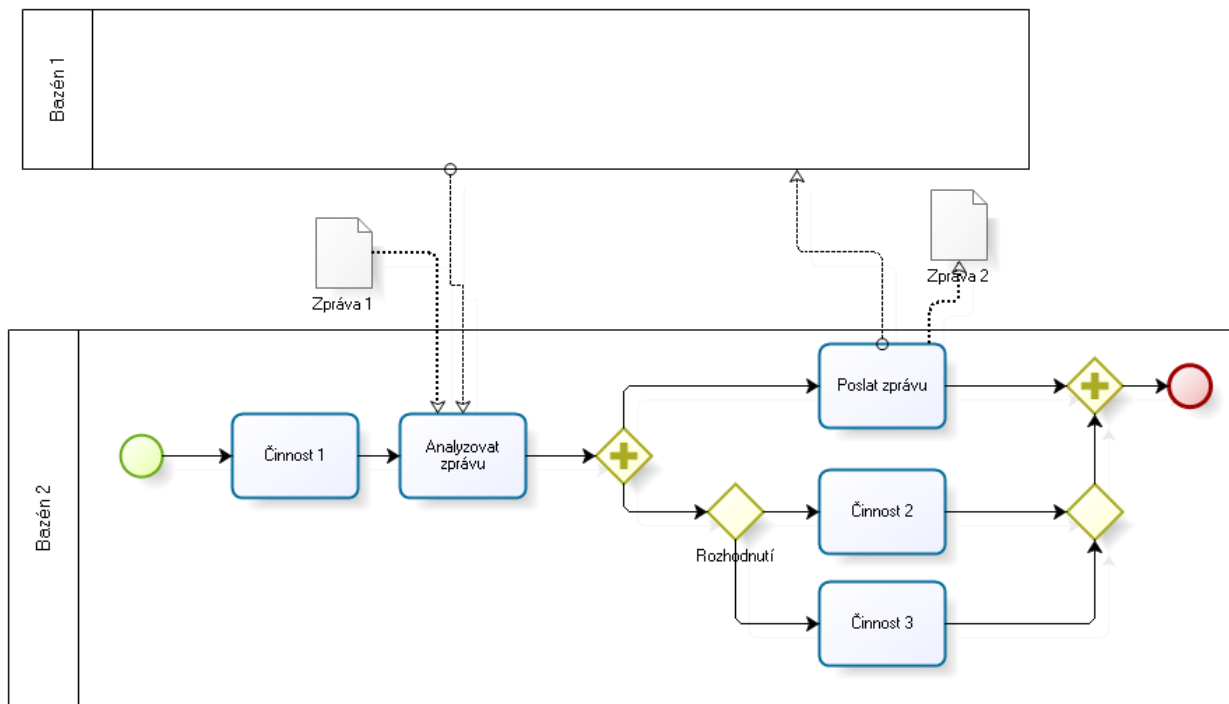 Bazén 1
Zpráva 1
Zpráva 2
Bazén 2
Činnost 1
Analyzovat
zprávu
Poslat zprávu
Rozhodnutí
Činnost 2
Činnost 3